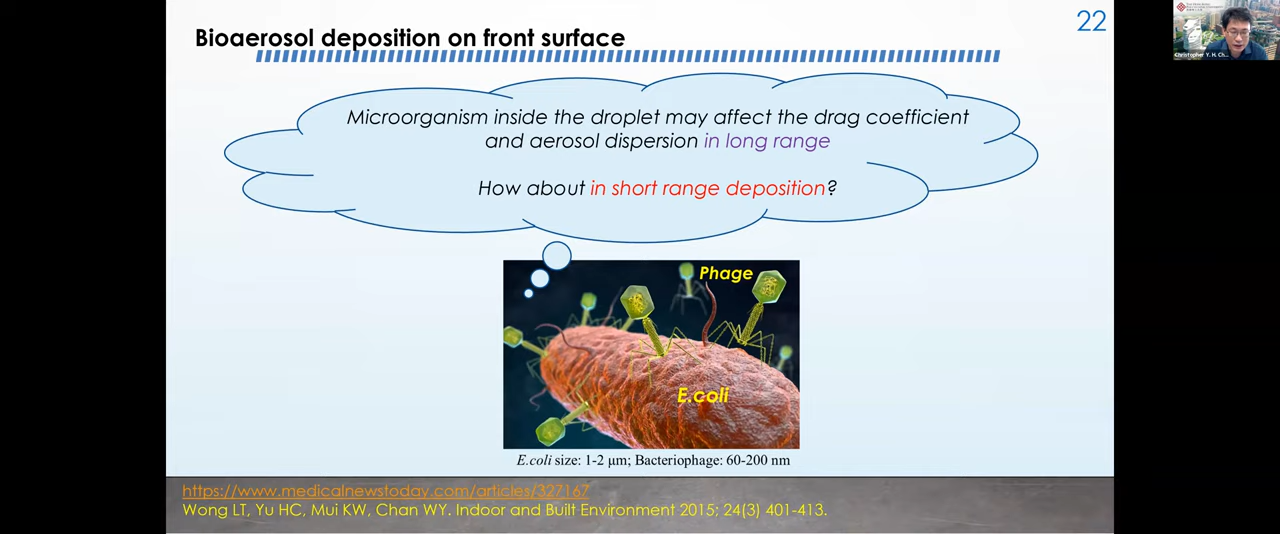 22
Bioaerosol deposition on front surface
Microorganism inside the droplet may affect the drag coefficient
and aerosol dispersion in long range
How about in short range deposition?
Phage
E.coli
E.coli size: 1-2 μm; Bacteriophage: 60-200 nm
https://www.medicalnewstoday.com/articles/327167
Wong LT, Yu HC, Mui KW, Chan WY. Indoor and Built Environment 2015; 24(3) 401-413.
Christopher Y. H. Ch...